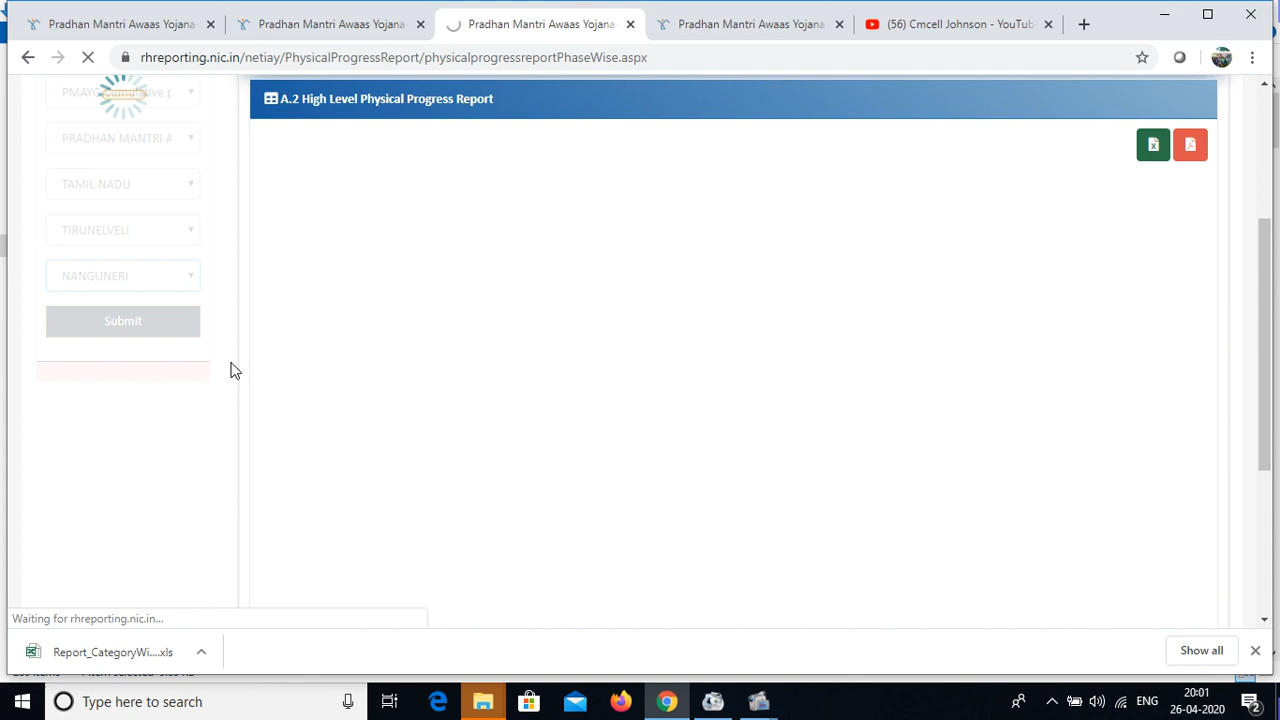 Pradhan Mantri Awaas Yojana-
Pradhan Mantri Awaas Yojana-
Pradhan Mantri Awaas Yojana-
Pradhan Mantri Awaas Yojana-
(56) Cmcell Johnson - YouTub
rhreporting.nic.in/netiay/PhysicalProgressReport/physicalprogressreportPhaseWise.aspx
PMAYG Cumulative p
A.2 High Level Physical Progress Report
PRADHAN MANTRI A
TAMIL NADU
TIRUNELVELI
NANGUNERI
Submit
Waiting for rhreporting.nic.in...
Report_CategoryWi....xls
Show all
Type here to search
ENG
20:01
26-04-2020
2